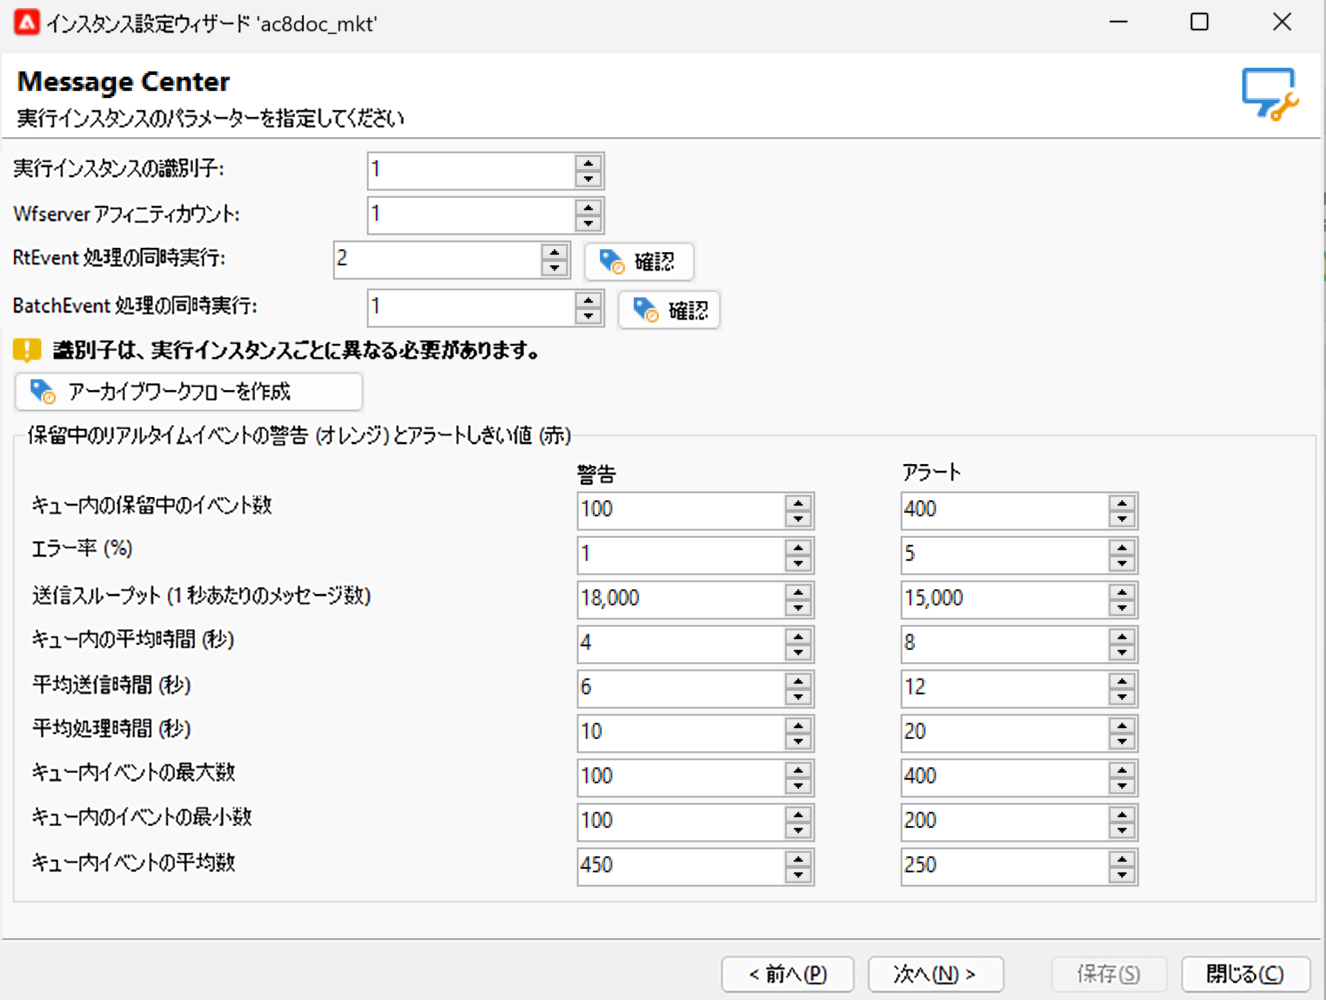 インスタンス設定ウィザード 'ac8doc_mkt'
Message Center
実行インスタンスのパラメーターを指定してください
実行インスタンスの識別子: 1
Wfserver アフィニティカウント: 1
RtEvent 処理の同時実行: 2 確認
BatchEvent 処理の同時実行: 1 確認
識別子は、実行インスタンスごとに異なる必要があります。
アーカイブワークフローを作成
保留中のリアルタイムイベントの警告 (オレンジ) とアラートしきい値 (赤)
警告 アラート
キュー内の保留中のイベント数 100 400
エラー率 (%) 1 5
送信スループット (1 秒あたりのメッセージ数) 18,000 15,000
キュー内の平均時間 (秒) 4 8
平均送信時間 (秒) 6 12
平均処理時間 (秒) 10 20
キュー内イベントの最大数 100 400
キュー内のイベントの最小数 100 200
キュー内イベントの平均数 450 250
< 前へ(P) 次へ(N) > 保存(S) 閉じる(C)